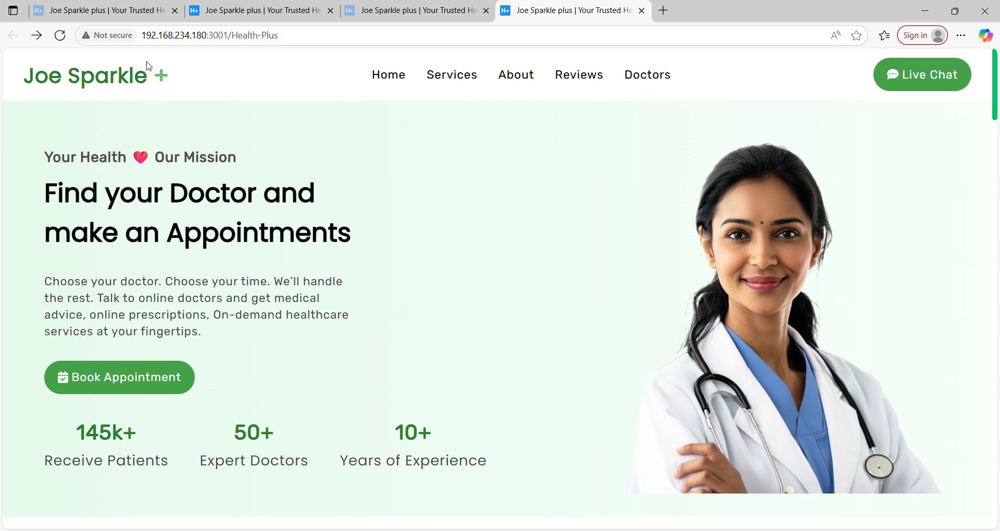 Joe Sparkle plus | Your Trusted He
Joe Sparkle plus | Your Trusted He
Joe Sparkle plus | Your Trusted He
Joe Sparkle plus | Your Trusted He
Not secure
192.168.234.180:3001/Health-Plus
Sign in
Joe Sparkle +
Home
Services
About
Reviews
Doctors
Live Chat
Your Health ❤️ Our Mission
Find your Doctor and
make an Appointments
Choose your doctor. Choose your time. We’ll handle
the rest. Talk to online doctors and get medical
advice, online prescriptions, On-demand healthcare
services at your fingertips.
Book Appointment
145k+
Receive Patients
50+
Expert Doctors
10+
Years of Experience